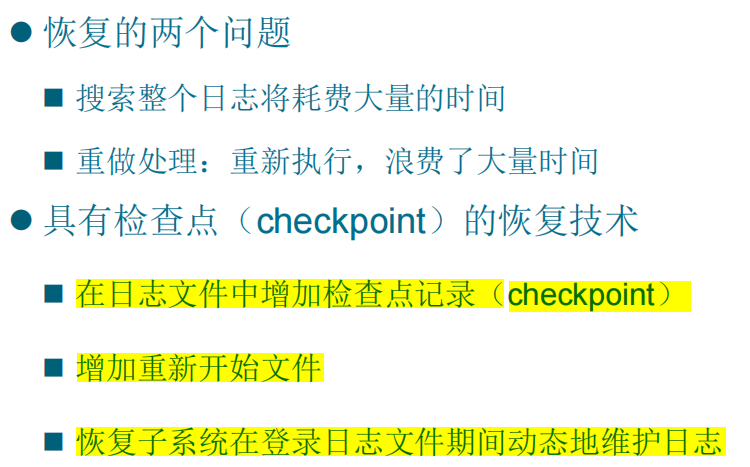 恢复的两个问题
搜索整个日志将耗费大量的时间
重做处理：重新执行，浪费了大量时间
具有检查点（checkpoint）的恢复技术
在日志文件中增加检查点记录（checkpoint）
增加重新开始文件
恢复子系统在登录日志文件期间动态地维护日志